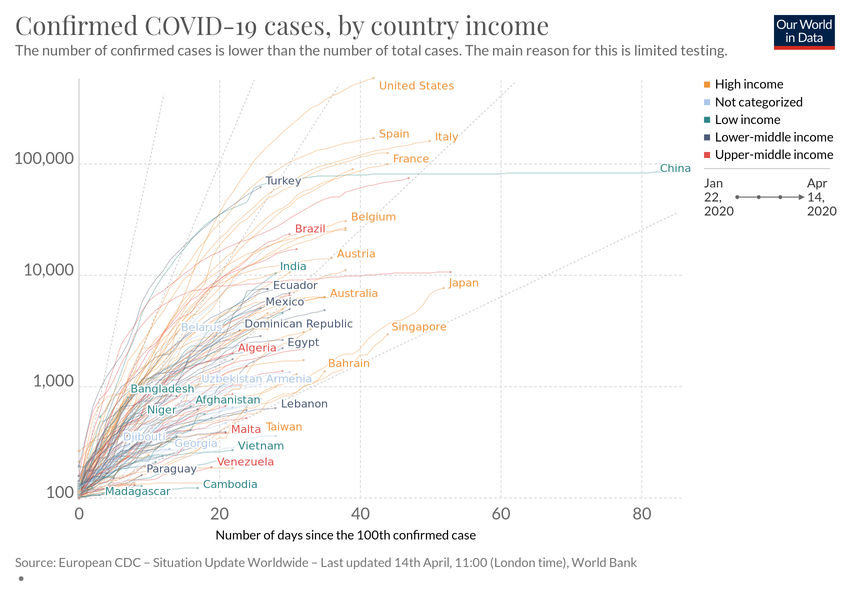 Confirmed COVID-19 cases, by country income
The number of confirmed cases is lower than the number of total cases. The main reason for this is limited testing.
Our World
in Data
United States
High income
Not categorized
Low income
Lower-middle income
Upper-middle income
Spain
Italy
France
100,000
China
Turkey
Jan
22,
2020
Apr
14,
2020
Belgium
Brazil
Austria
India
10,000
Ecuador
Japan
Australia
Mexico
Belarus
Dominican Republic
Singapore
Egypt
Algeria
Bahrain
Uzbekistan
Armenia
1,000
Bangladesh
Afghanistan
Niger
Lebanon
Malta
Taiwan
Djibouti
Georgia
Vietnam
Venezuela
Paraguay
Cambodia
Madagascar
100
0
20
40
60
80
Number of days since the 100th confirmed case
Source: European CDC – Situation Update Worldwide – Last updated 14th April, 11:00 (London time), World Bank